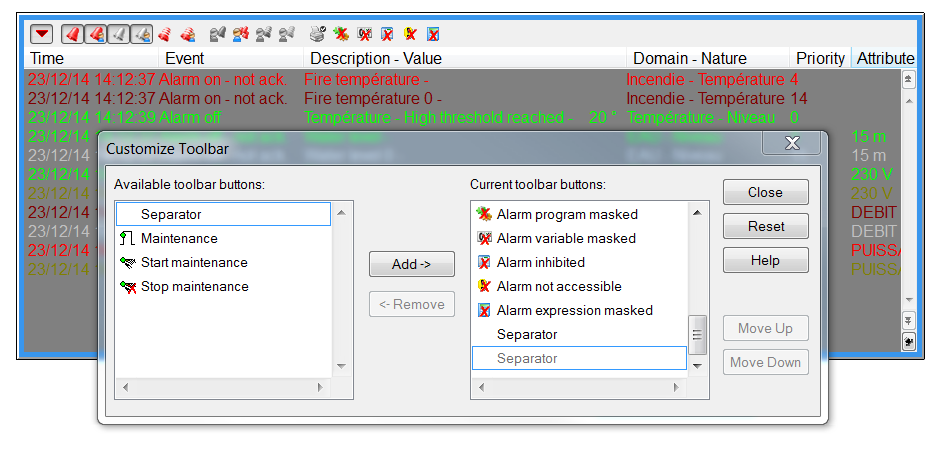 Time Event Description - Value Domain - Nature Priority Attribute
23/12/14 14:12:37 Alarm on - not ack. Fire température - Incendie - Température 4
23/12/14 14:12:37 Alarm on - not ack. Fire température 0 - Incendie - Température 14
23/12/14 14:12:39 Alarm off Température - High threshold reached - 20 ° Température - Niveau 0
23/12/14 15 m
23/12/14 15 m
23/12/14 230 V
23/12/14 230 V
23/12/14 DEBIT
23/12/14 DEBIT
23/12/14 PUISSA
23/12/14 PUISSA
Customize Toolbar
Available toolbar buttons:
Separator
Maintenance
Start maintenance
Stop maintenance
Add ->
<- Remove
Current toolbar buttons:
Alarm program masked
Alarm variable masked
Alarm inhibited
Alarm not accessible
Alarm expression masked
Separator
Separator
Close
Reset
Help
Move Up
Move Down